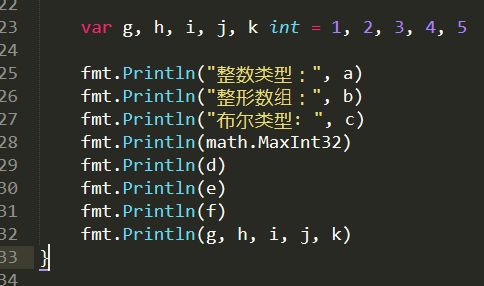 22
23 var g, h, i, j, k int = 1, 2, 3, 4, 5
24
25 fmt.Println("整数类型：", a)
26 fmt.Println("整形数组：", b)
27 fmt.Println("布尔类型: ", c)
28 fmt.Println(math.MaxInt32)
29 fmt.Println(d)
30 fmt.Println(e)
31 fmt.Println(f)
32 fmt.Println(g, h, i, j, k)
33 }
34